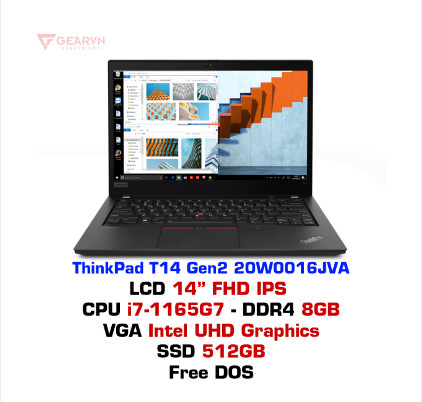 GEARVN
ThinkPad
ThinkPad T14 Gen2 20W0016JVA
LCD 14” FHD IPS
CPU i7-1165G7 - DDR4 8GB
VGA Intel UHD Graphics
SSD 512GB
Free DOS